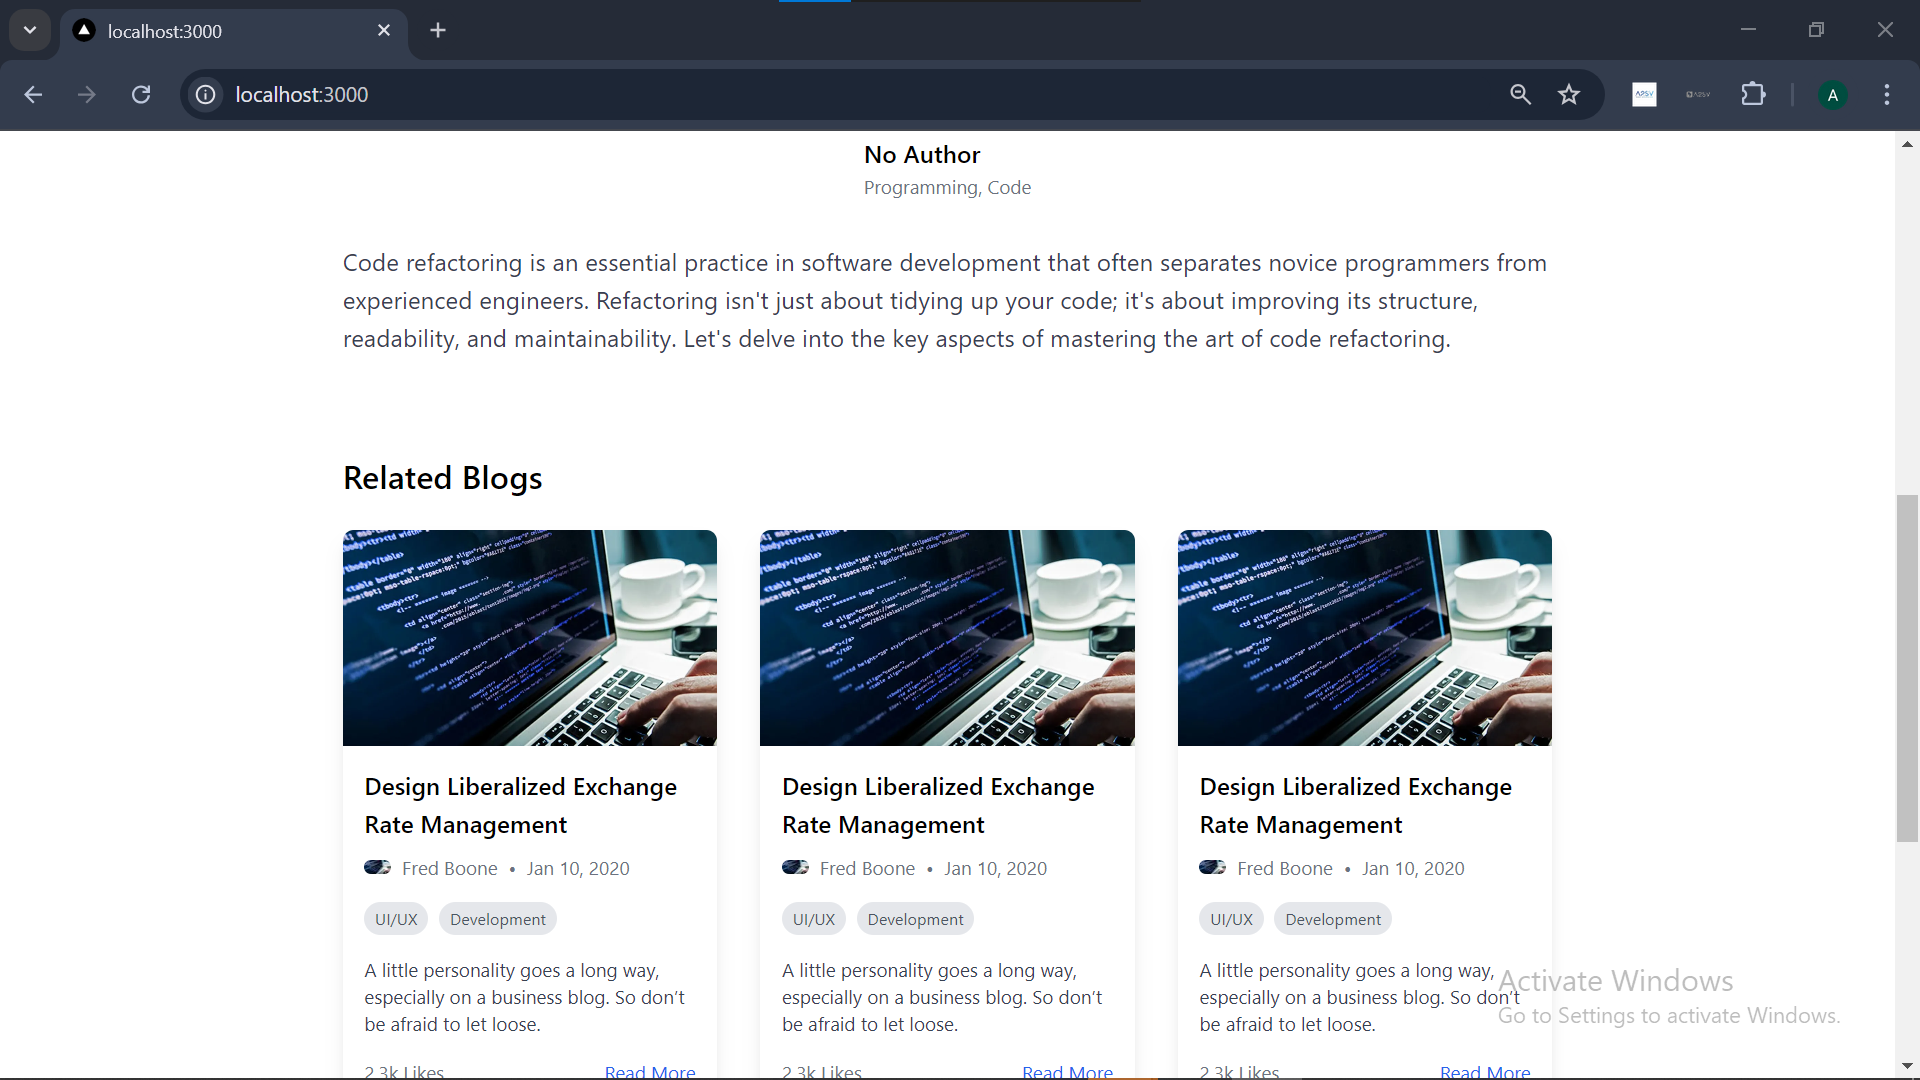 localhost:3000
localhost:3000
A
No Author
Programming, Code
Code refactoring is an essential practice in software development that often separates novice programmers from
experienced engineers. Refactoring isn't just about tidying up your code; it's about improving its structure,
readability, and maintainability. Let's delve into the key aspects of mastering the art of code refactoring.
Related Blogs
Design Liberalized Exchange
Rate Management
Fred Boone • Jan 10, 2020
UI/UX Development
A little personality goes a long way,
especially on a business blog. So don’t
be afraid to let loose.
2.3k Likes Read More
Design Liberalized Exchange
Rate Management
Fred Boone • Jan 10, 2020
UI/UX Development
A little personality goes a long way,
especially on a business blog. So don’t
be afraid to let loose.
2.3k Likes Read More
Design Liberalized Exchange
Rate Management
Fred Boone • Jan 10, 2020
UI/UX Development
A little personality goes a long way,
especially on a business blog. So don’t
be afraid to let loose.
2.3k Likes Read More
Activate Windows
Go to Settings to activate Windows.